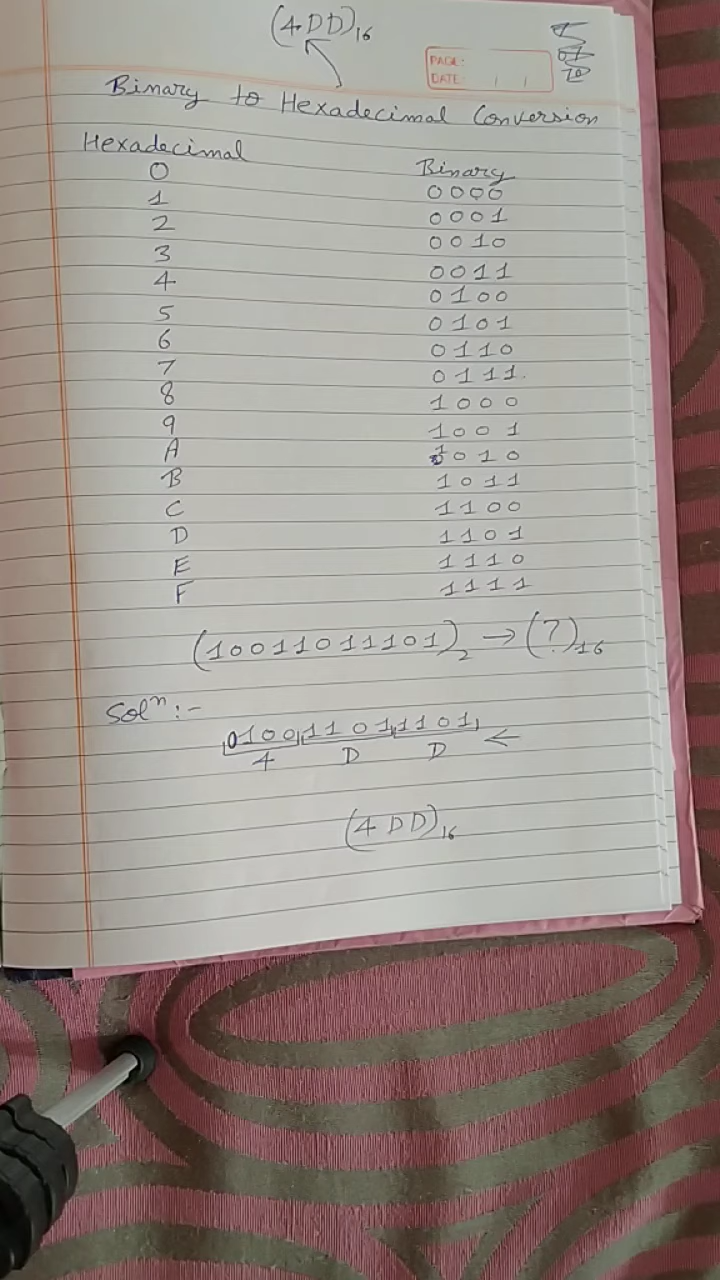 (4DD)16
PAGE:
DATE:
Binary to Hexadecimal Conversion
Hexadecimal Binary
0 0000
1 0001
2 0010
3 0011
4 0100
5 0101
6 0110
7 0111
8 1000
9 1001
A 1010
B 1011
C 1100
D 1101
E 1110
F 1111
(10011011101)2 → (?)16
Solⁿ :-
0100 1101 1101 ←
4 D D
(4DD)16